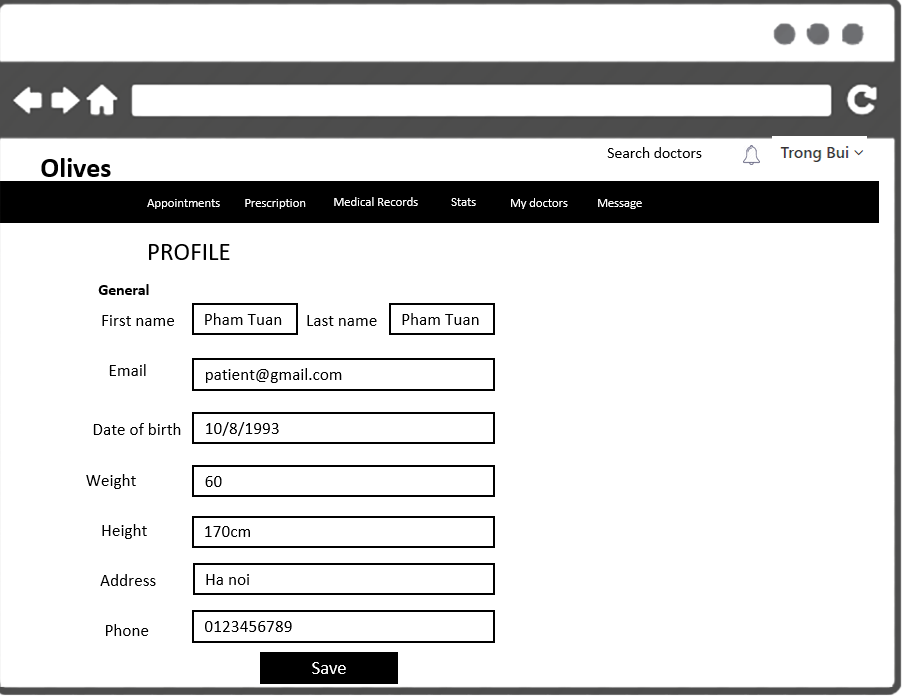 Search doctors
Trong Bui
Olives
Appointments Prescription Medical Records Stats My doctors Message
PROFILE
General
First name Pham Tuan Last name Pham Tuan
Email patient@gmail.com
Date of birth 10/8/1993
Weight 60
Height 170cm
Address Ha noi
Phone 0123456789
Save